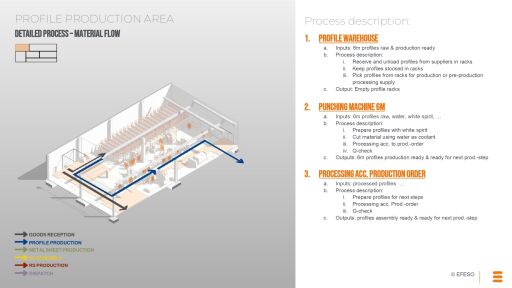 PROFILE PRODUCTION AREA
DETAILED PROCESS – MATERIAL FLOW
GOODS RECEPTION
PROFILE PRODUCTION
METAL SHEET PRODUCTION
RS PRODUCTION
DISPATCH
Process description:
1. PROFILE WAREHOUSE
a. Inputs: 6m profiles raw & production ready
b. Process description:
i. Receive and unload profiles from suppliers in racks
ii. Keep profiles stocked in racks
iii. Pick profiles from racks for production or pre-production
processing supply
c. Output: Empty profile racks
2. PUNCHING MACHINE 6M
a. Inputs: 6m profiles raw, water, white spirit, …
b. Process description:
i. Prepare profiles with white spirit
ii. Cut material using water as coolant
iii. Processing acc. to prod.-order
iv. Q-check
c. Outputs: 6m profiles production ready & ready for next prod.-step
3. PROCESSING ACC. PRODUCTION ORDER
a. Inputs: processed profiles …
b. Process description:
i. Prepare profiles for next steps
ii. Processing acc. Prod.-order
iii. Q-check
c. Outputs: profiles assembly ready & ready for next prod.-step
© EFESO